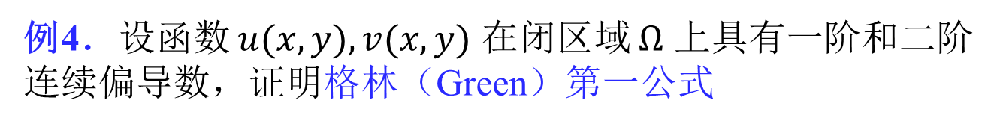 例4. 设函数 u(x,y),v(x,y) 在闭区域 Ω 上具有一阶和二阶
连续偏导数，证明格林（Green）第一公式